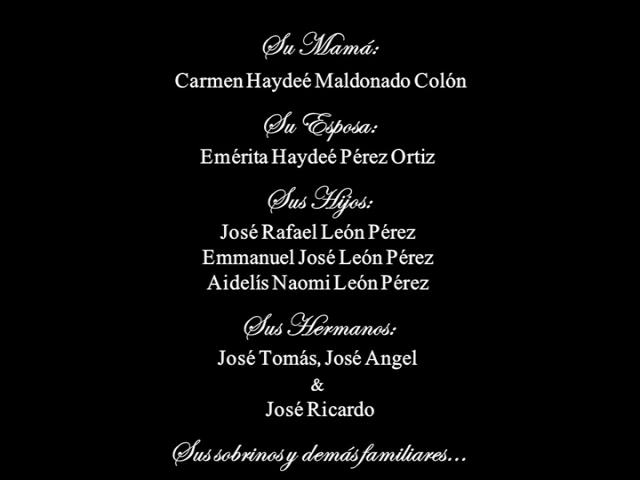 Su Mamá:
Carmen Haydeé Maldonado Colón
Su Esposa:
Emérita Haydeé Pérez Ortiz
Sus Hijos:
José Rafael León Pérez
Emmanuel José León Pérez
Aidelís Naomi León Pérez
Sus Hermanos:
José Tomás, José Angel
&
José Ricardo
Sus sobrinos y demás familiares...